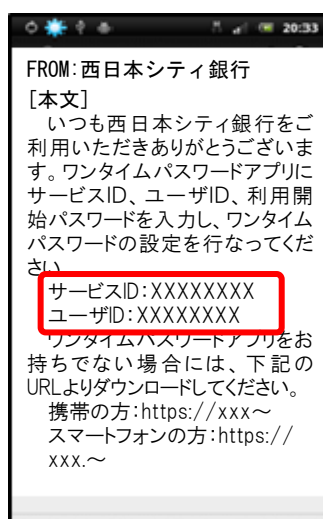 20:33
FROM:西日本シティ銀行
[本文]
いつも西日本シティ銀行をご
利用いただきありがとうございま
す。ワンタイムパスワードアプリに
サービスID、ユーザID、利用開
始パスワードを入力し、ワンタイム
パスワードの設定を行なってくだ
さい。
サービスID:XXXXXXXX
ユーザID:XXXXXXXX
ワンタイムパスワードアプリをお
持ちでない場合には、下記の
URLよりダウンロードしてください。
携帯の方:https://xxx～
スマートフォンの方:https://
xxx.～